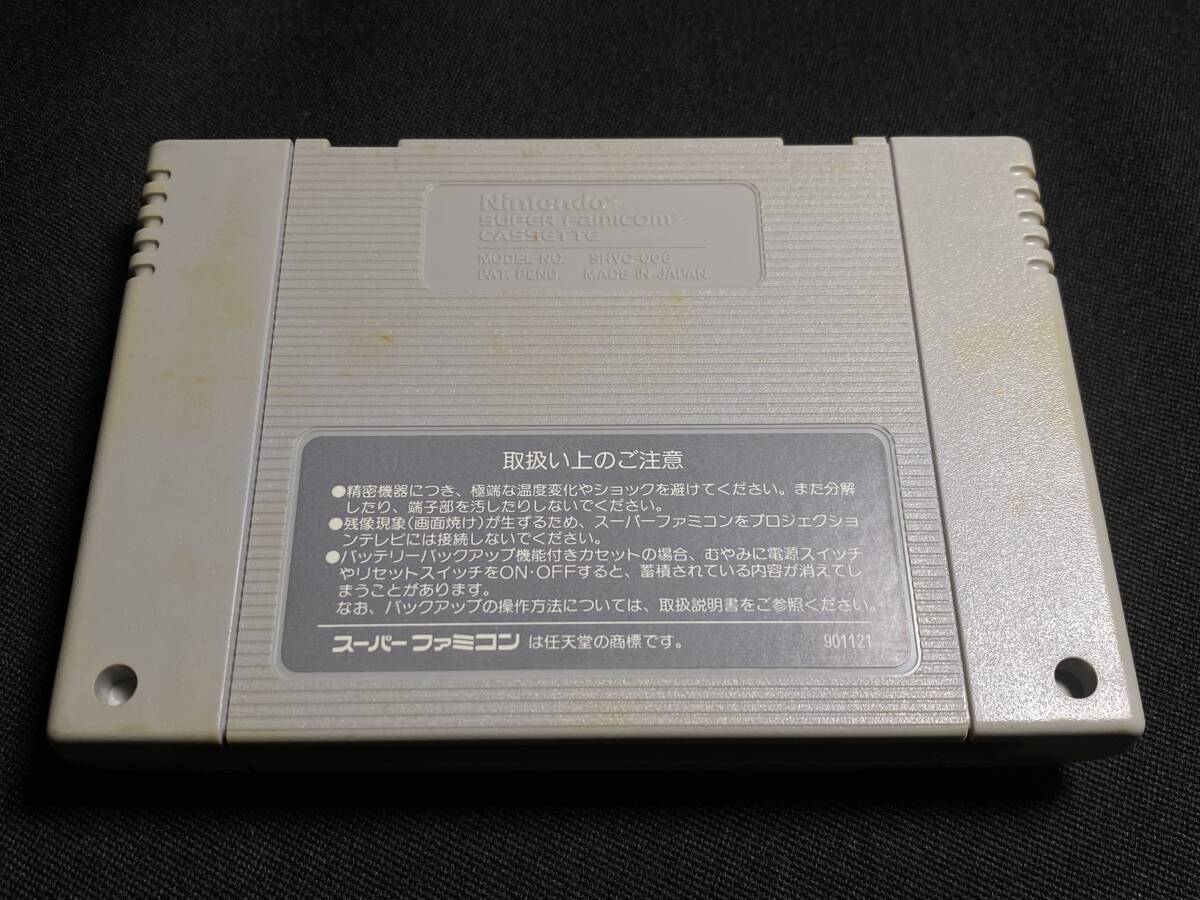 Nintendo
SUPER Famicom
CASSETTE
MODEL NO. SHVC-006
PAT. PEND. MADE IN JAPAN
取扱い上のご注意
●精密機器につき、極端な温度変化やショックを避けてください。また分解
したり、端子部を汚したりしないでください。
●残像現象(画面焼け)が生ずるため、スーパーファミコンをプロジェクショ
ンテレビには接続しないでください。
●バッテリーバックアップ機能付きカセットの場合、むやみに電源スイッチ
やリセットスイッチをON・OFFすると、蓄積されている内容が消えてし
まうことがあります。
なお、バックアップの操作方法については、取扱説明書をご参照ください。
スーパーファミコン は任天堂の商標です。 901121